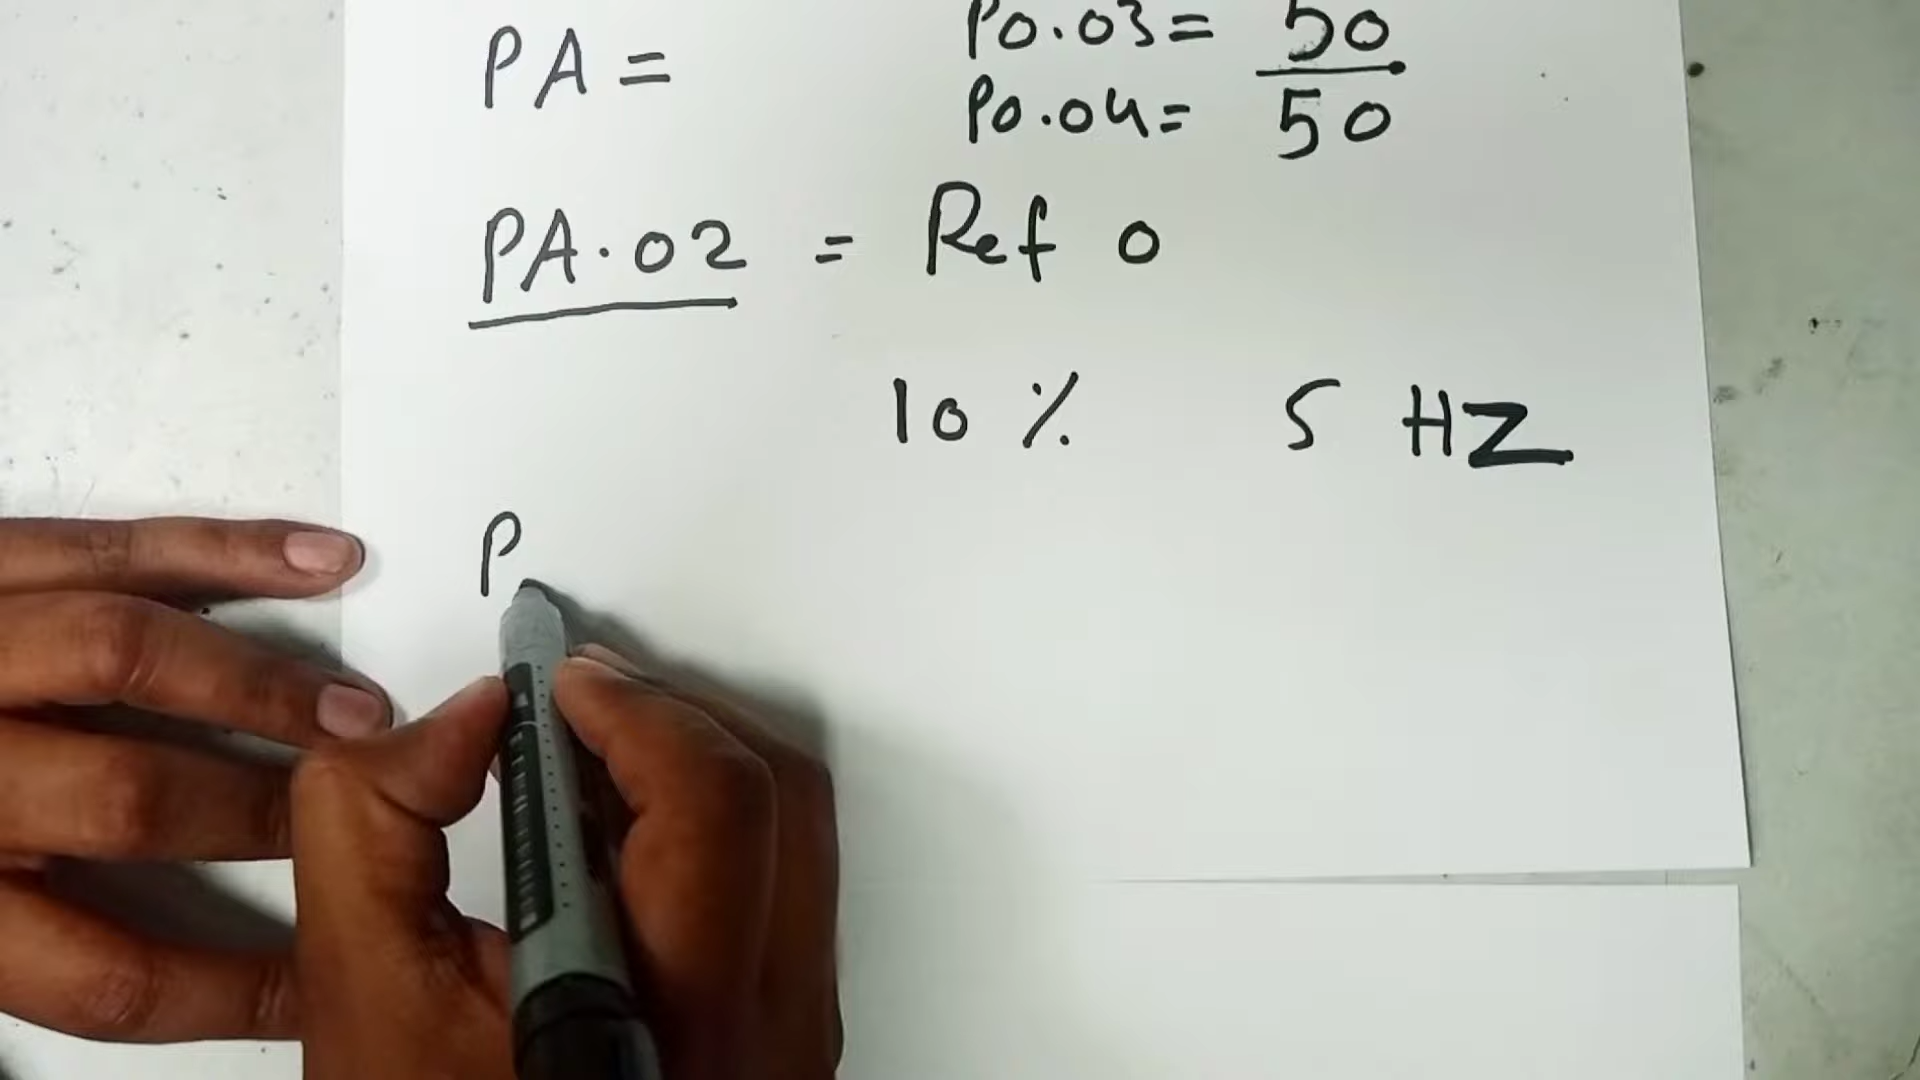 PA = P0.03 = 50
P0.04 = 50
PA.02 = Ref 0
10 % 5 HZ
P